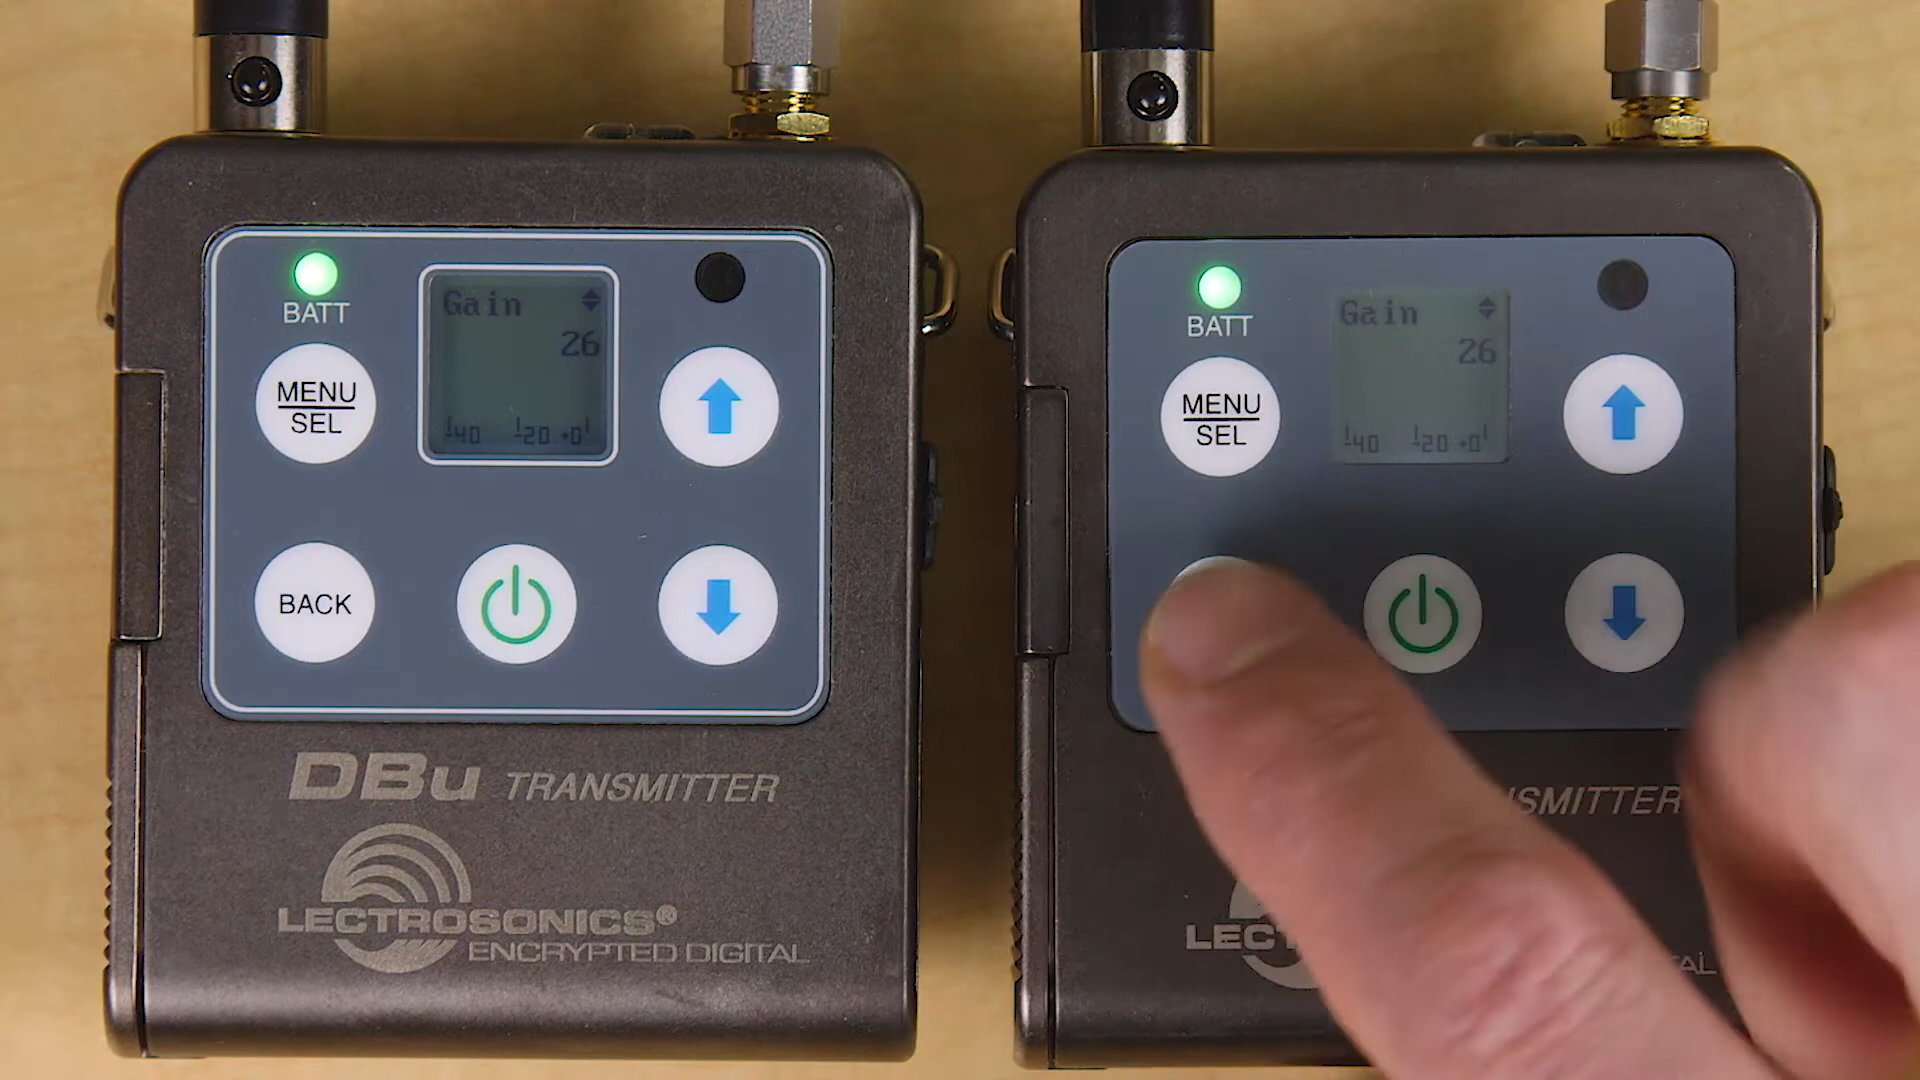 BATT
Gain
26
-40 -20 +0
MENU
SEL
BACK
DBu TRANSMITTER
LECTROSONICS®
ENCRYPTED DIGITAL
BATT
Gain
26
-40 -20 +0
MENU
SEL
SMITTER
LEC
TAL